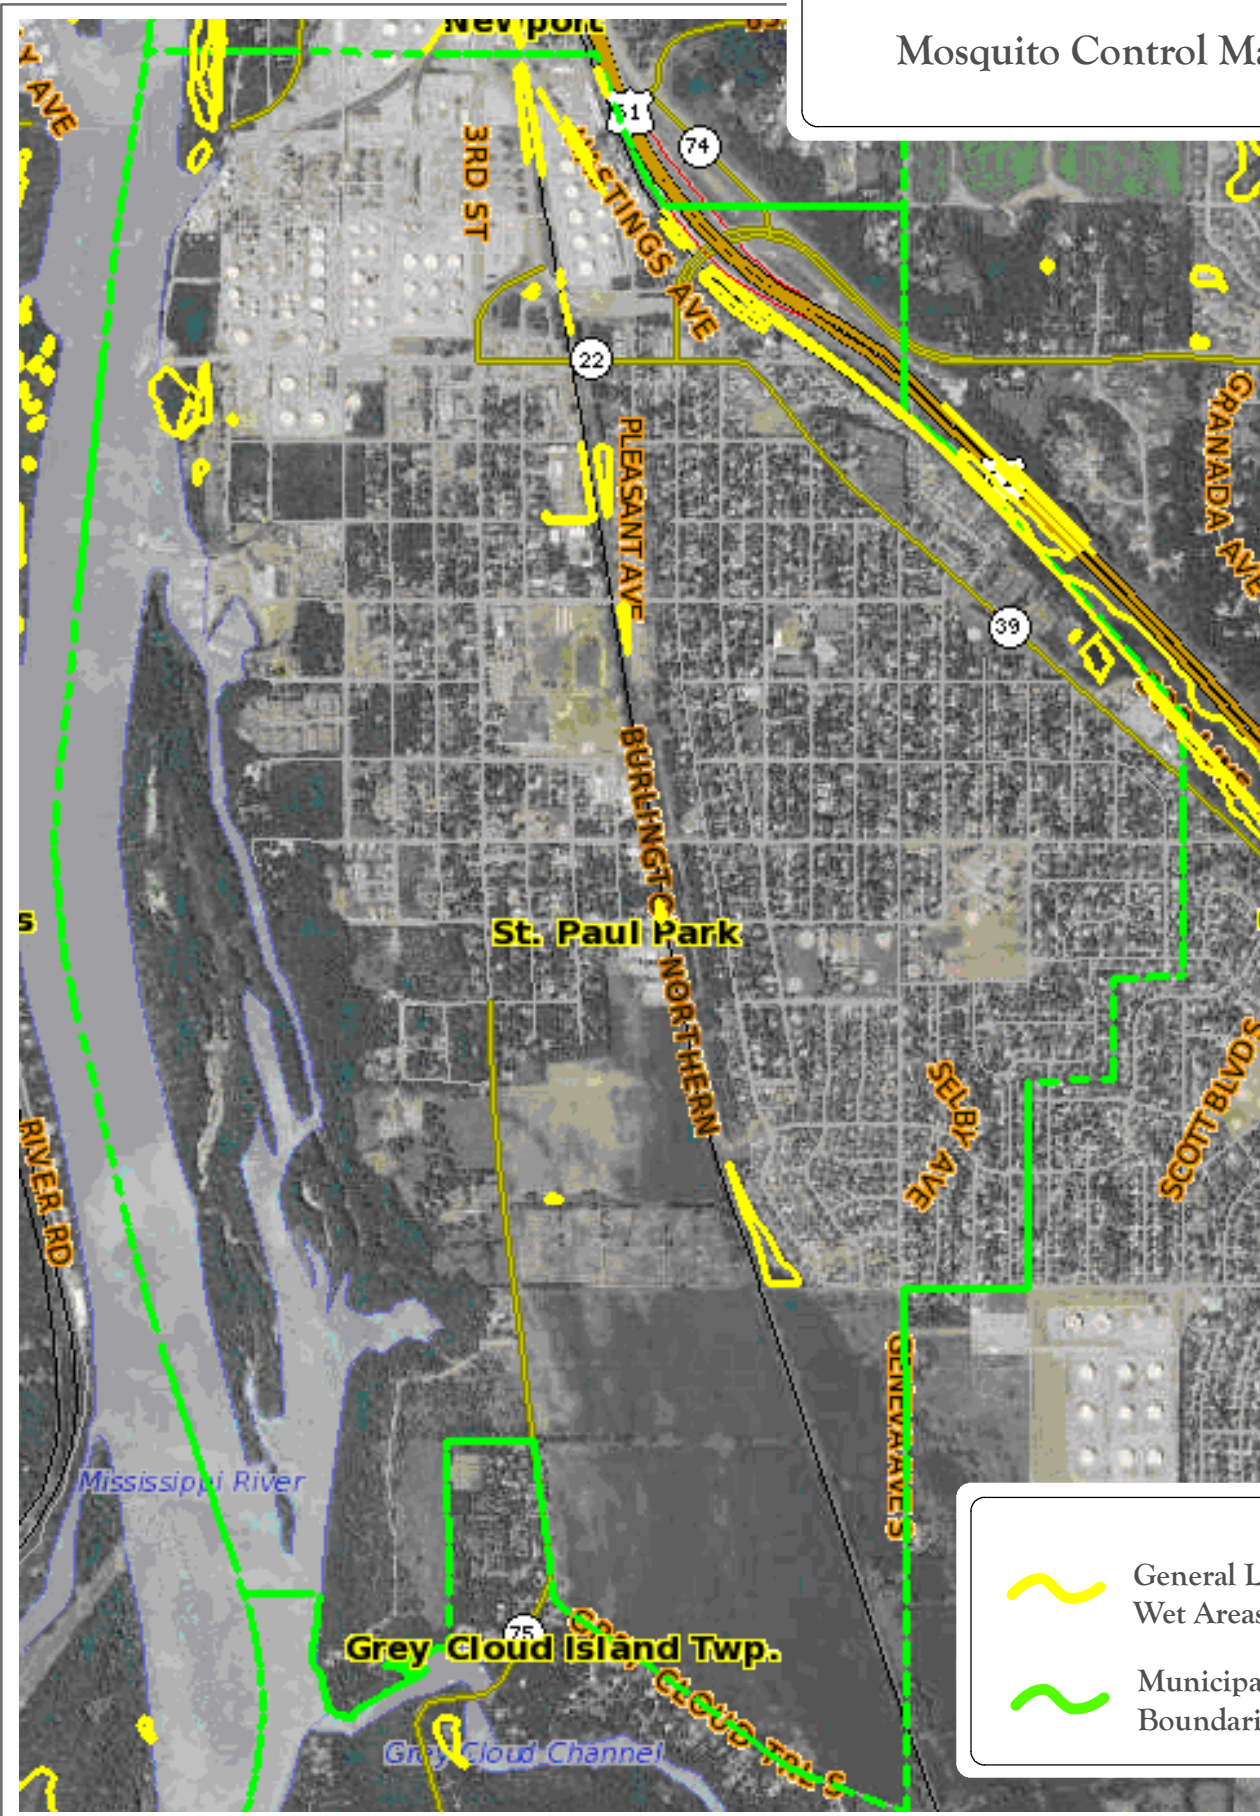 Newport
Mosquito Control Ma
Y AVE
3RD ST
HASTINGS AVE
61
74
22
PLEASANT AVE
GRANADA AVE
39
BURLINGTON NORTHERN
s
St. Paul Park
SELBY AVE
SCOTT BLVD S
RIVER RD
GENEVA AVE S
Mississippi River
75
Grey Cloud Island Twp.
GREY CLOUD TRL S
Grey Cloud Channel
General L
Wet Areas
Municipa
Boundari